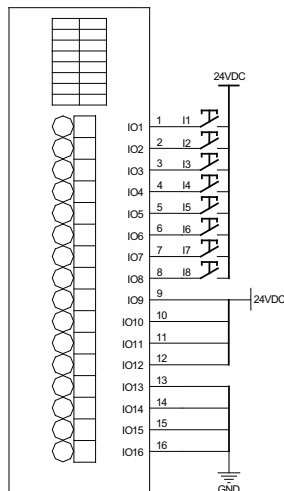 24VDC
IO1 1 I1
IO2 2 I2
IO3 3 I3
IO4 4 I4
IO5 5 I5
IO6 6 I6
IO7 7 I7
IO8 8 I8
IO9 9 24VDC
IO10 10
IO11 11
IO12 12
IO13 13
IO14 14
IO15 15
IO16 16
GND